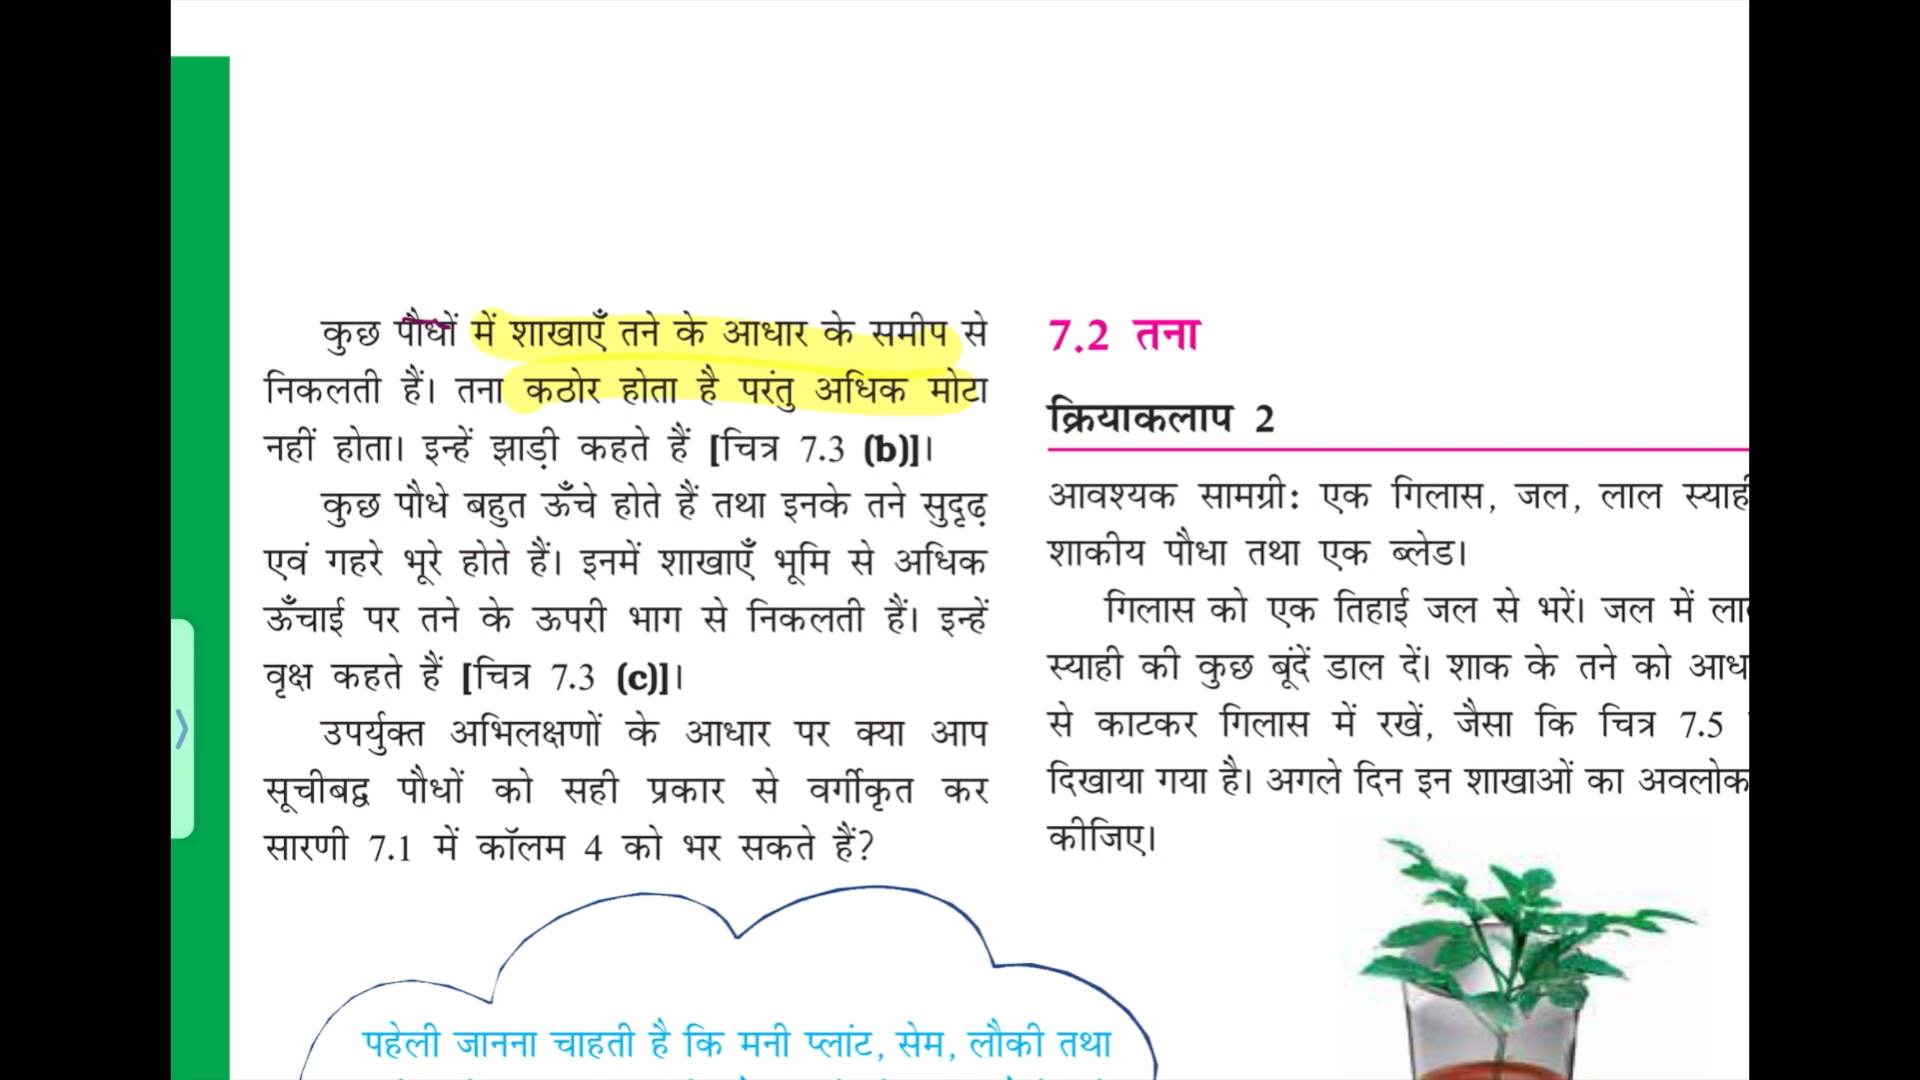 कुछ पौधों में शाखाएँ तने के आधार के समीप से
निकलती हैं। तना कठोर होता है परंतु अधिक मोटा
नहीं होता। इन्हें झाड़ी कहते हैं [चित्र 7.3 (b)]।
कुछ पौधे बहुत ऊँचे होते हैं तथा इनके तने सुदृढ़
एवं गहरे भूरे होते हैं। इनमें शाखाएँ भूमि से अधिक
ऊँचाई पर तने के ऊपरी भाग से निकलती हैं। इन्हें
वृक्ष कहते हैं [चित्र 7.3 (c)]।
उपर्युक्त अभिलक्षणों के आधार पर क्या आप
सूचीबद्व पौधों को सही प्रकार से वर्गीकृत कर
सारणी 7.1 में कॉलम 4 को भर सकते हैं?
पहेली जानना चाहती है कि मनी प्लांट, सेम, लौकी तथा
7.2 तना
क्रियाकलाप 2
आवश्यक सामग्री: एक गिलास, जल, लाल
शाकीय पौधा तथा एक ब्लेड।
गिलास को एक तिहाई जल से भरें। जल में
स्याही की कुछ बूंदें डाल दें। शाक के तने को
से काटकर गिलास में रखें, जैसा कि चित्र 7.5
दिखाया गया है। अगले दिन इन शाखाओं का
कीजिए।